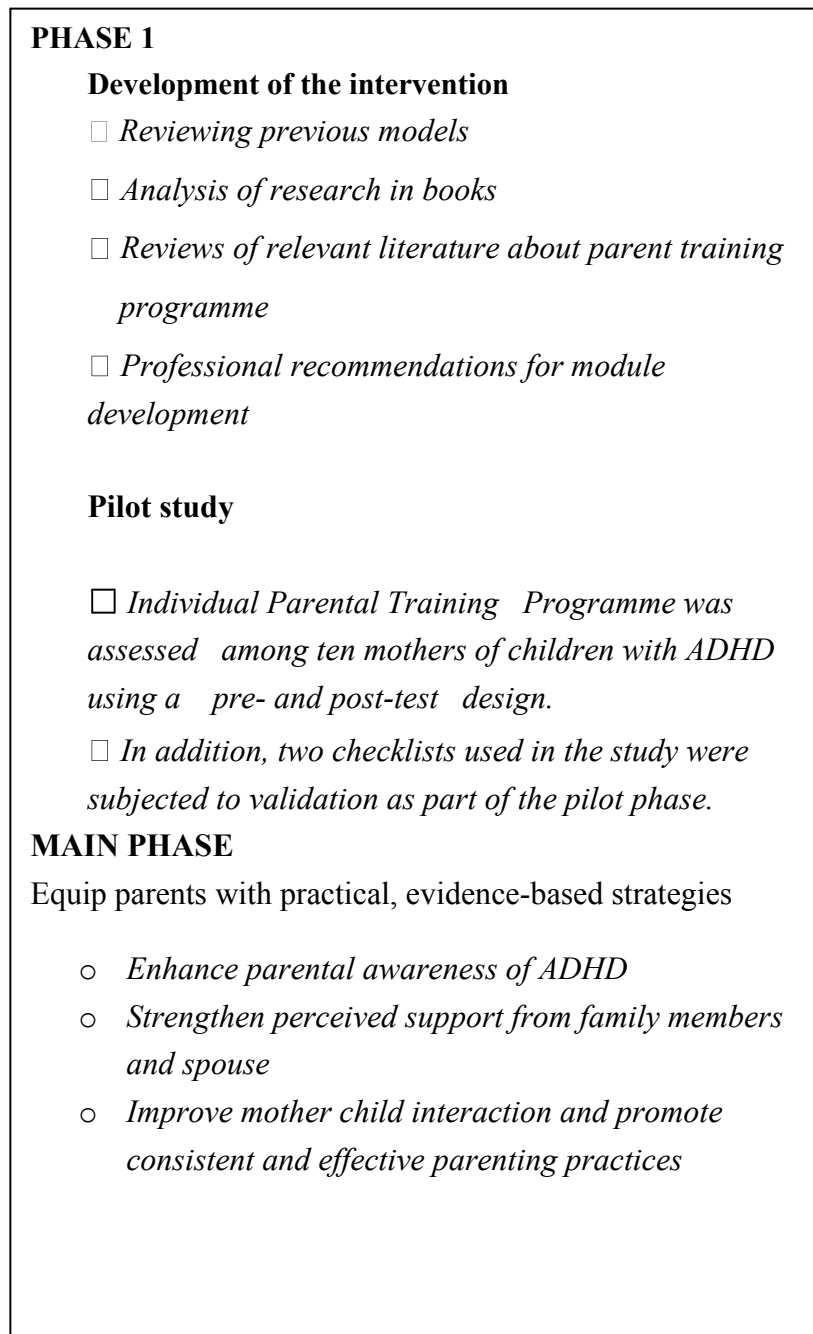 PHASE 1
Development of the intervention
□ Reviewing previous models
□ Analysis of research in books
□ Reviews of relevant literature about parent training
programme
□ Professional recommendations for module
development
Pilot study
□ Individual Parental Training Programme was
assessed among ten mothers of children with ADHD
using a pre- and post-test design.
□ In addition, two checklists used in the study were
subjected to validation as part of the pilot phase.
MAIN PHASE
Equip parents with practical, evidence-based strategies
o Enhance parental awareness of ADHD
o Strengthen perceived support from family members
and spouse
o Improve mother child interaction and promote
consistent and effective parenting practices